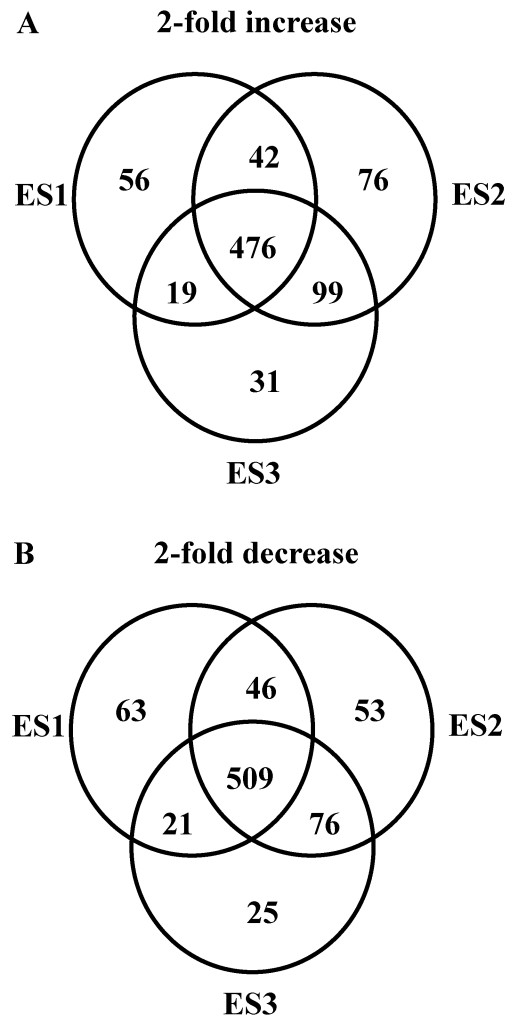 A 2-fold increase
42
56 76
ES1 ES2
476
19 99
31
ES3
B 2-fold decrease
46
63 53
ES1 ES2
509
21 76
25
ES3